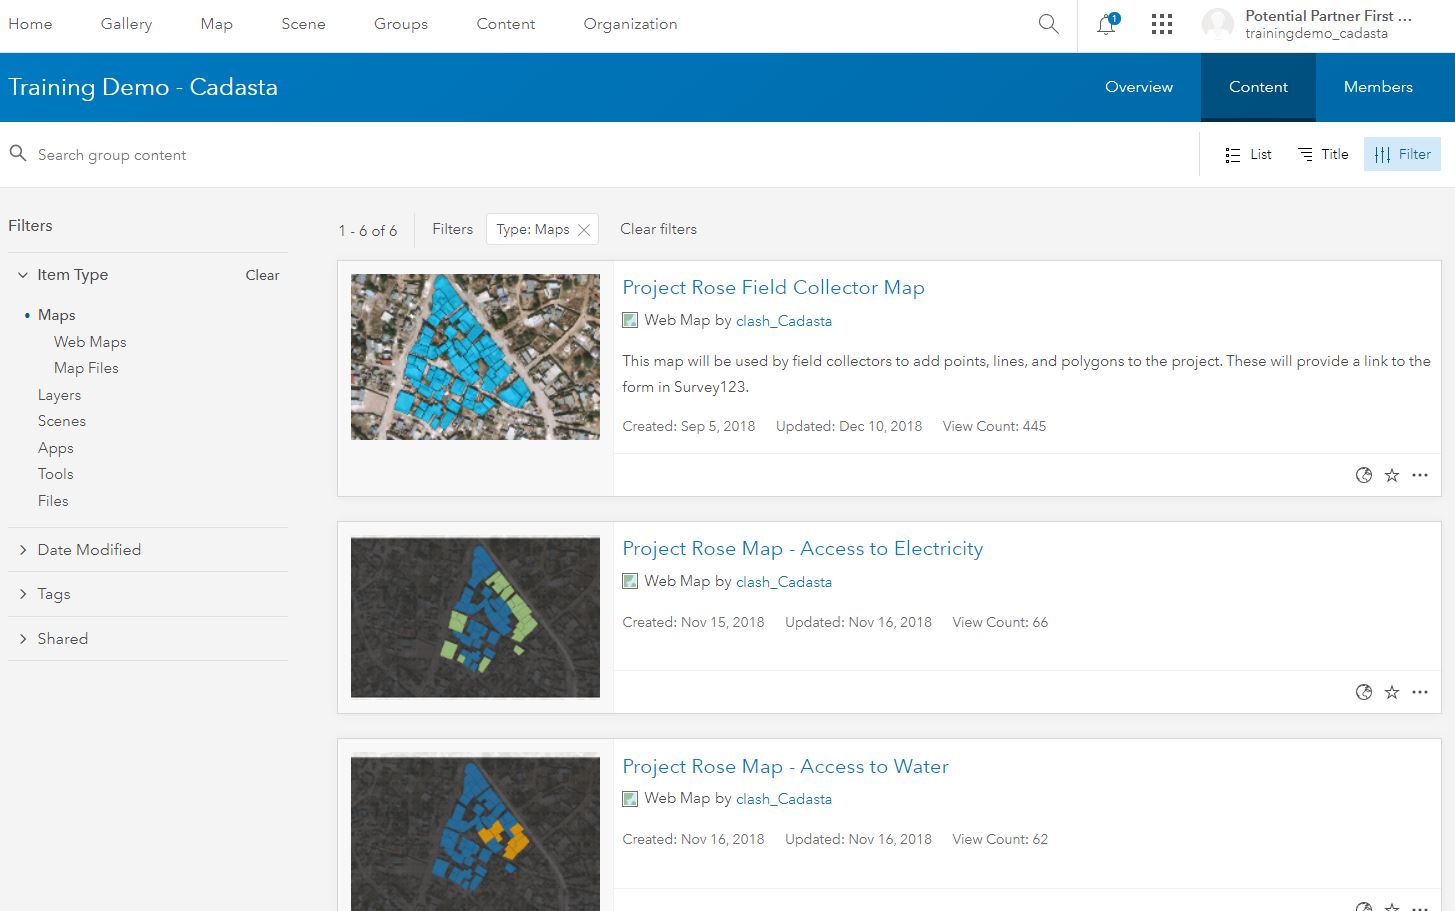 Home Gallery Map Scene Groups Content Organization
1
Potential Partner First ...
trainingdemo_cadasta
Training Demo - Cadasta
Overview Content Members
Search group content
List Title Filter
Filters
1 - 6 of 6 Filters Type: Maps Clear filters
Item Type Clear
Maps
Web Maps
Map Files
Layers
Scenes
Apps
Tools
Files
Date Modified
Tags
Shared
Project Rose Field Collector Map
Web Map by clash_Cadasta
This map will be used by field collectors to add points, lines, and polygons to the project. These will provide a link to the
form in Survey123.
Created: Sep 5, 2018 Updated: Dec 10, 2018 View Count: 445
Project Rose Map - Access to Electricity
Web Map by clash_Cadasta
Created: Nov 15, 2018 Updated: Nov 16, 2018 View Count: 66
Project Rose Map - Access to Water
Web Map by clash_Cadasta
Created: Nov 16, 2018 Updated: Nov 16, 2018 View Count: 62